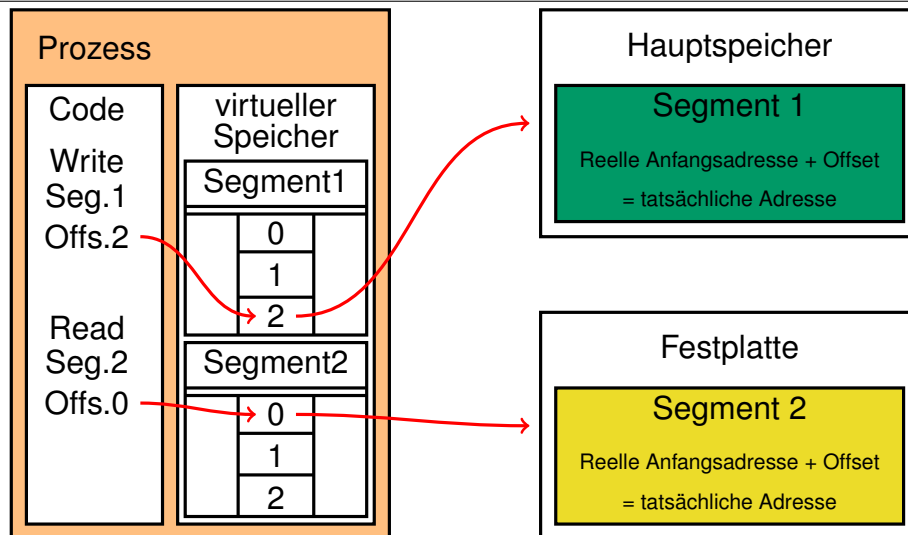 Prozess
Code
Write
Seg.1
Offs.2
Read
Seg.2
Offs.0
virtueller
Speicher
Segment1
0
1
2
Segment2
0
1
2
Hauptspeicher
Segment 1
Reelle Anfangsadresse + Offset
= tatsächliche Adresse
Festplatte
Segment 2
Reelle Anfangsadresse + Offset
= tatsächliche Adresse